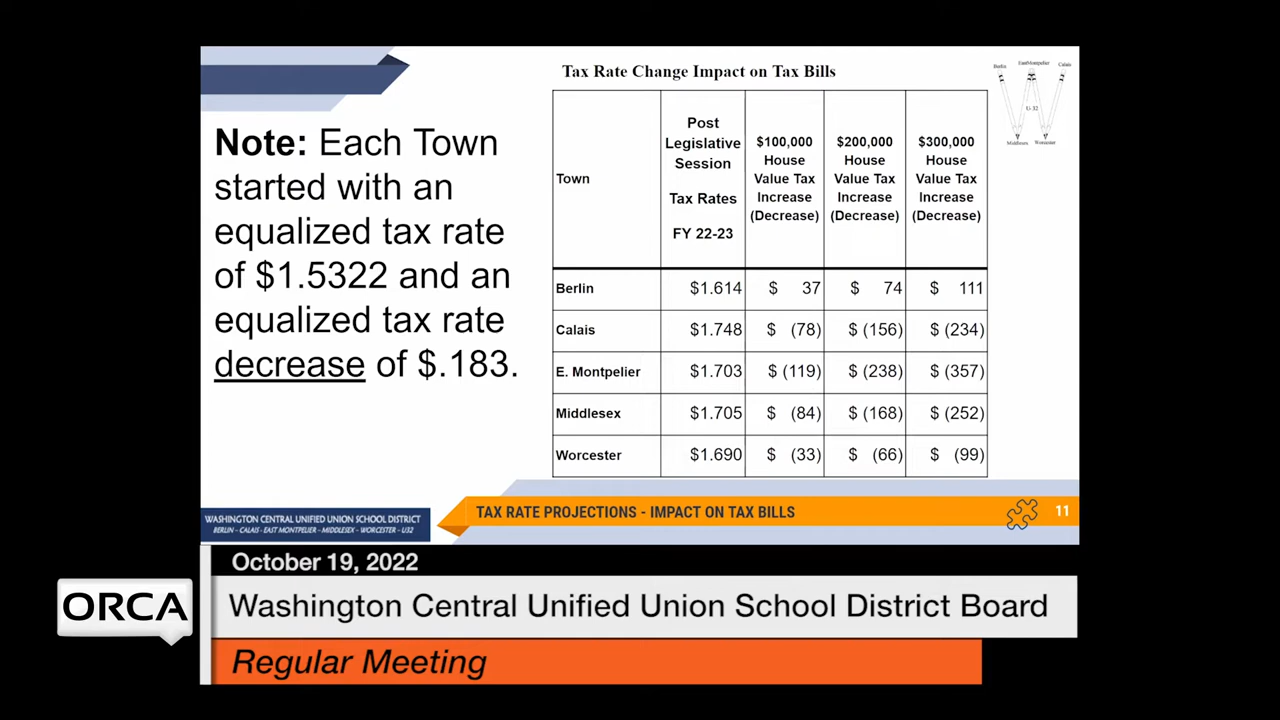 Tax Rate Change Impact on Tax Bills
Note: Each Town
started with an
equalized tax rate
of $1.5322 and an
equalized tax rate
decrease of $.183.
Town
Post
Legislative
Session
Tax Rates
FY 22-23
$100,000
House
Value Tax
Increase
(Decrease)
$200,000
House
Value Tax
Increase
(Decrease)
$300,000
House
Value Tax
Increase
(Decrease)
Berlin $1.614 $ 37 $ 74 $ 111
Calais $1.748 $ (78) $ (156) $ (234)
E. Montpelier $1.703 $ (119) $ (238) $ (357)
Middlesex $1.705 $ (84) $ (168) $ (252)
Worcester $1.690 $ (33) $ (66) $ (99)
Berlin EastMontpelier Calais
U-32
Middlesex Worcester
WASHINGTON CENTRAL UNIFIED UNION SCHOOL DISTRICT
BERLIN - CALAIS - EAST MONTPELIER - MIDDLESEX - WORCESTER - U32
TAX RATE PROJECTIONS - IMPACT ON TAX BILLS 11
October 19, 2022
ORCA
Washington Central Unified Union School District Board
Regular Meeting